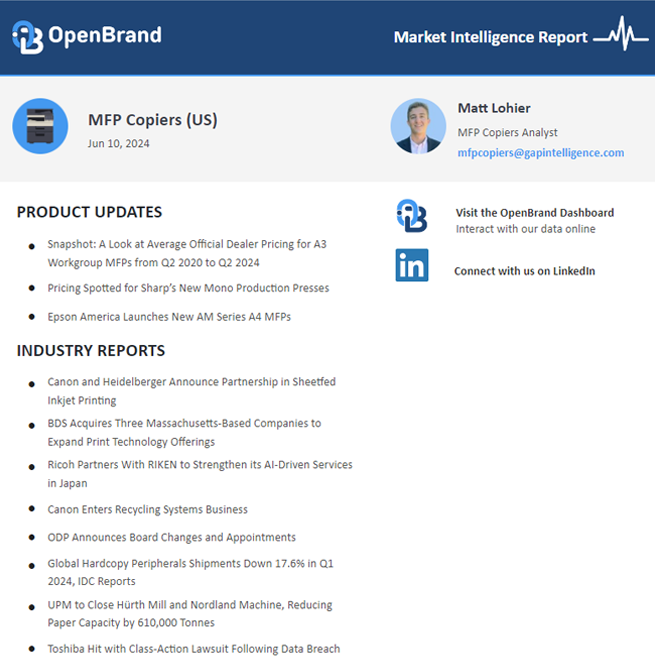 OpenBrand
Market Intelligence Report
MFP Copiers (US)
Jun 10, 2024
Matt Lohier
MFP Copiers Analyst
mfpcopiers@gapintelligence.com
PRODUCT UPDATES
Snapshot: A Look at Average Official Dealer Pricing for A3
Workgroup MFPs from Q2 2020 to Q2 2024
Pricing Spotted for Sharp's New Mono Production Presses
Epson America Launches New AM Series A4 MFPs
INDUSTRY REPORTS
Canon and Heidelberger Announce Partnership in Sheetfed
Inkjet Printing
BDS Acquires Three Massachusetts-Based Companies to
Expand Print Technology Offerings
Ricoh Partners With RIKEN to Strengthen its AI-Driven Services
in Japan
Canon Enters Recycling Systems Business
ODP Announces Board Changes and Appointments
Global Hardcopy Peripherals Shipments Down 17.6% in Q1
2024, IDC Reports
UPM to Close Hürth Mill and Nordland Machine, Reducing
Paper Capacity by 610,000 Tonnes
Toshiba Hit with Class-Action Lawsuit Following Data Breach
Visit the OpenBrand Dashboard
Interact with our data online
in
Connect with us on LinkedIn